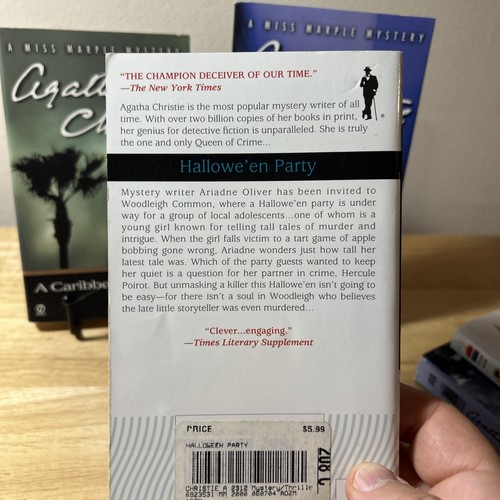 A MISS MARPLE MYSTERY
A MISS MARPLE MYSTERY
Agatha
"THE CHAMPION DECEIVER OF OUR TIME."
—The New York Times
Agatha Christie is the most popular mystery writer of all
time. With over two billion copies of her books in print,
her genius for detective fiction is unparalleled. She is truly
the one and only Queen of Crime...
Hallowe'en Party
Mystery writer Ariadne Oliver has been invited to
Woodleigh Common, where a Hallowe'en party is under
way for a group of local adolescents...one of whom is a
young girl known for telling tall tales of murder and
intrigue. When the girl falls victim to a tart game of apple
bobbing gone wrong, Ariadne wonders just how tall her
latest tale was. Which of the party guests wanted to keep
her quiet is a question for her partner in crime, Hercule
Poirot. But unmasking a killer this Hallowe'en isn't going to
be easy—for there isn't a soul in Woodleigh who believes
the late little storyteller was even murdered...
"Clever...engaging."
—Times Literary Supplement
A Caribbe
PRICE $5.99
HALLOWEEN PARTY
CHRISTIE A 2312 Mystery/Thrille
6923531 MM 2000 050704 ADZM